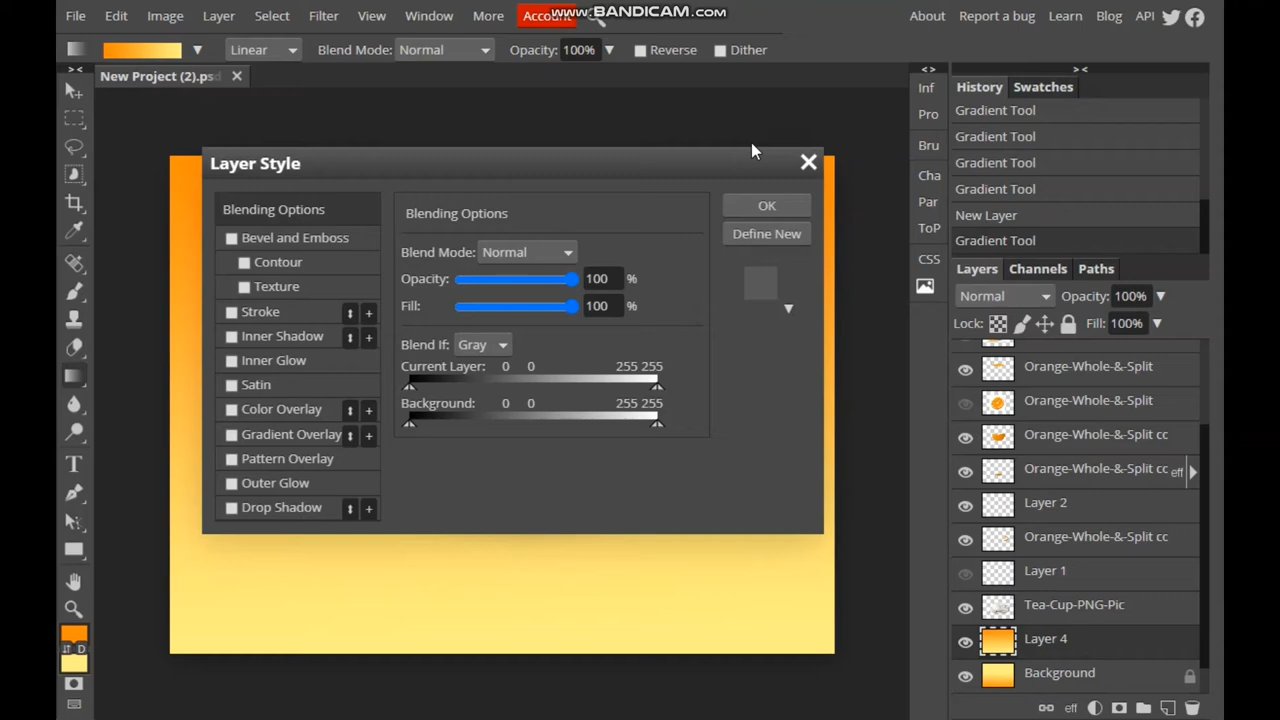 File Edit Image Layer Select Filter View Window More Account www.BANDICAM.com About Report a bug Learn Blog API
Linear Blend Mode: Normal Opacity: 100% Reverse Dither
> < < > > <
New Project (2).psd
Inf
Pro
Bru
Cha
Par
ToP
CSS
History Swatches
Gradient Tool
Gradient Tool
Gradient Tool
Gradient Tool
New Layer
Gradient Tool
Layers Channels Paths
Normal Opacity: 100%
Lock: Fill: 100%
Orange-Whole-&-Split
Orange-Whole-&-Split
Orange-Whole-&-Split cc
Orange-Whole-&-Split cc eff
Layer 2
Orange-Whole-&-Split cc
Layer 1
Tea-Cup-PNG-Pic
Layer 4
Background
eff
Layer Style
Blending Options
Bevel and Emboss
Contour
Texture
Stroke +
Inner Shadow +
Inner Glow
Satin
Color Overlay +
Gradient Overlay +
Pattern Overlay
Outer Glow
Drop Shadow +
Blending Options
Blend Mode: Normal
Opacity: 100 %
Fill: 100 %
Blend If: Gray
Current Layer: 0 0 255 255
Background: 0 0 255 255
OK
Define New
T
D